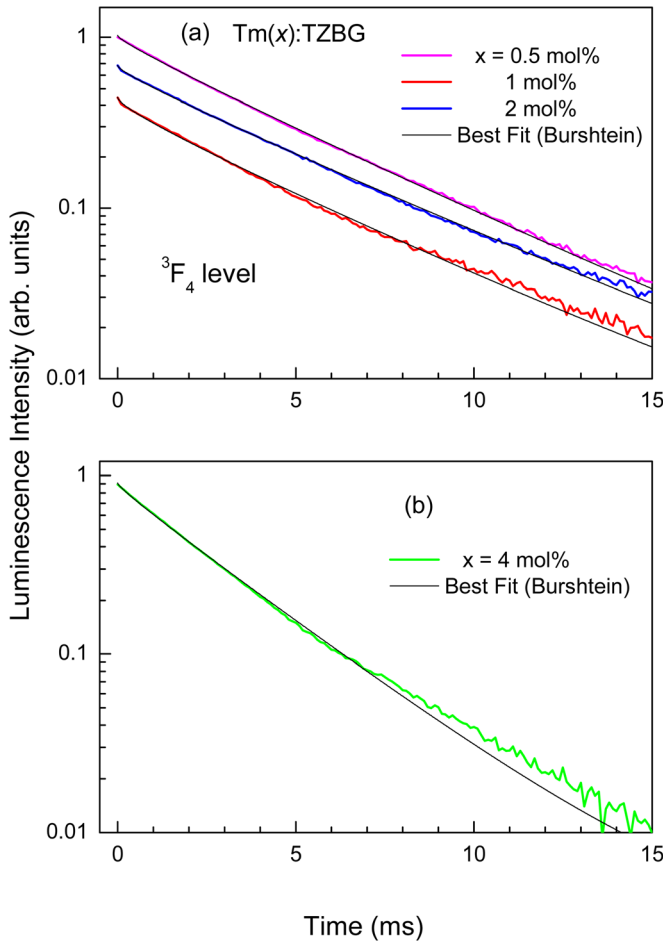 (a) Tm(x):TZBG
x = 0.5 mol%
1 mol%
2 mol%
Best Fit (Burshtein)
³F₄ level
1
0.1
0.01
0 5 10 15
(b)
x = 4 mol%
Best Fit (Burshtein)
1
0.1
0.01
0 5 10 15
Luminescence Intensity (arb. units)
Time (ms)